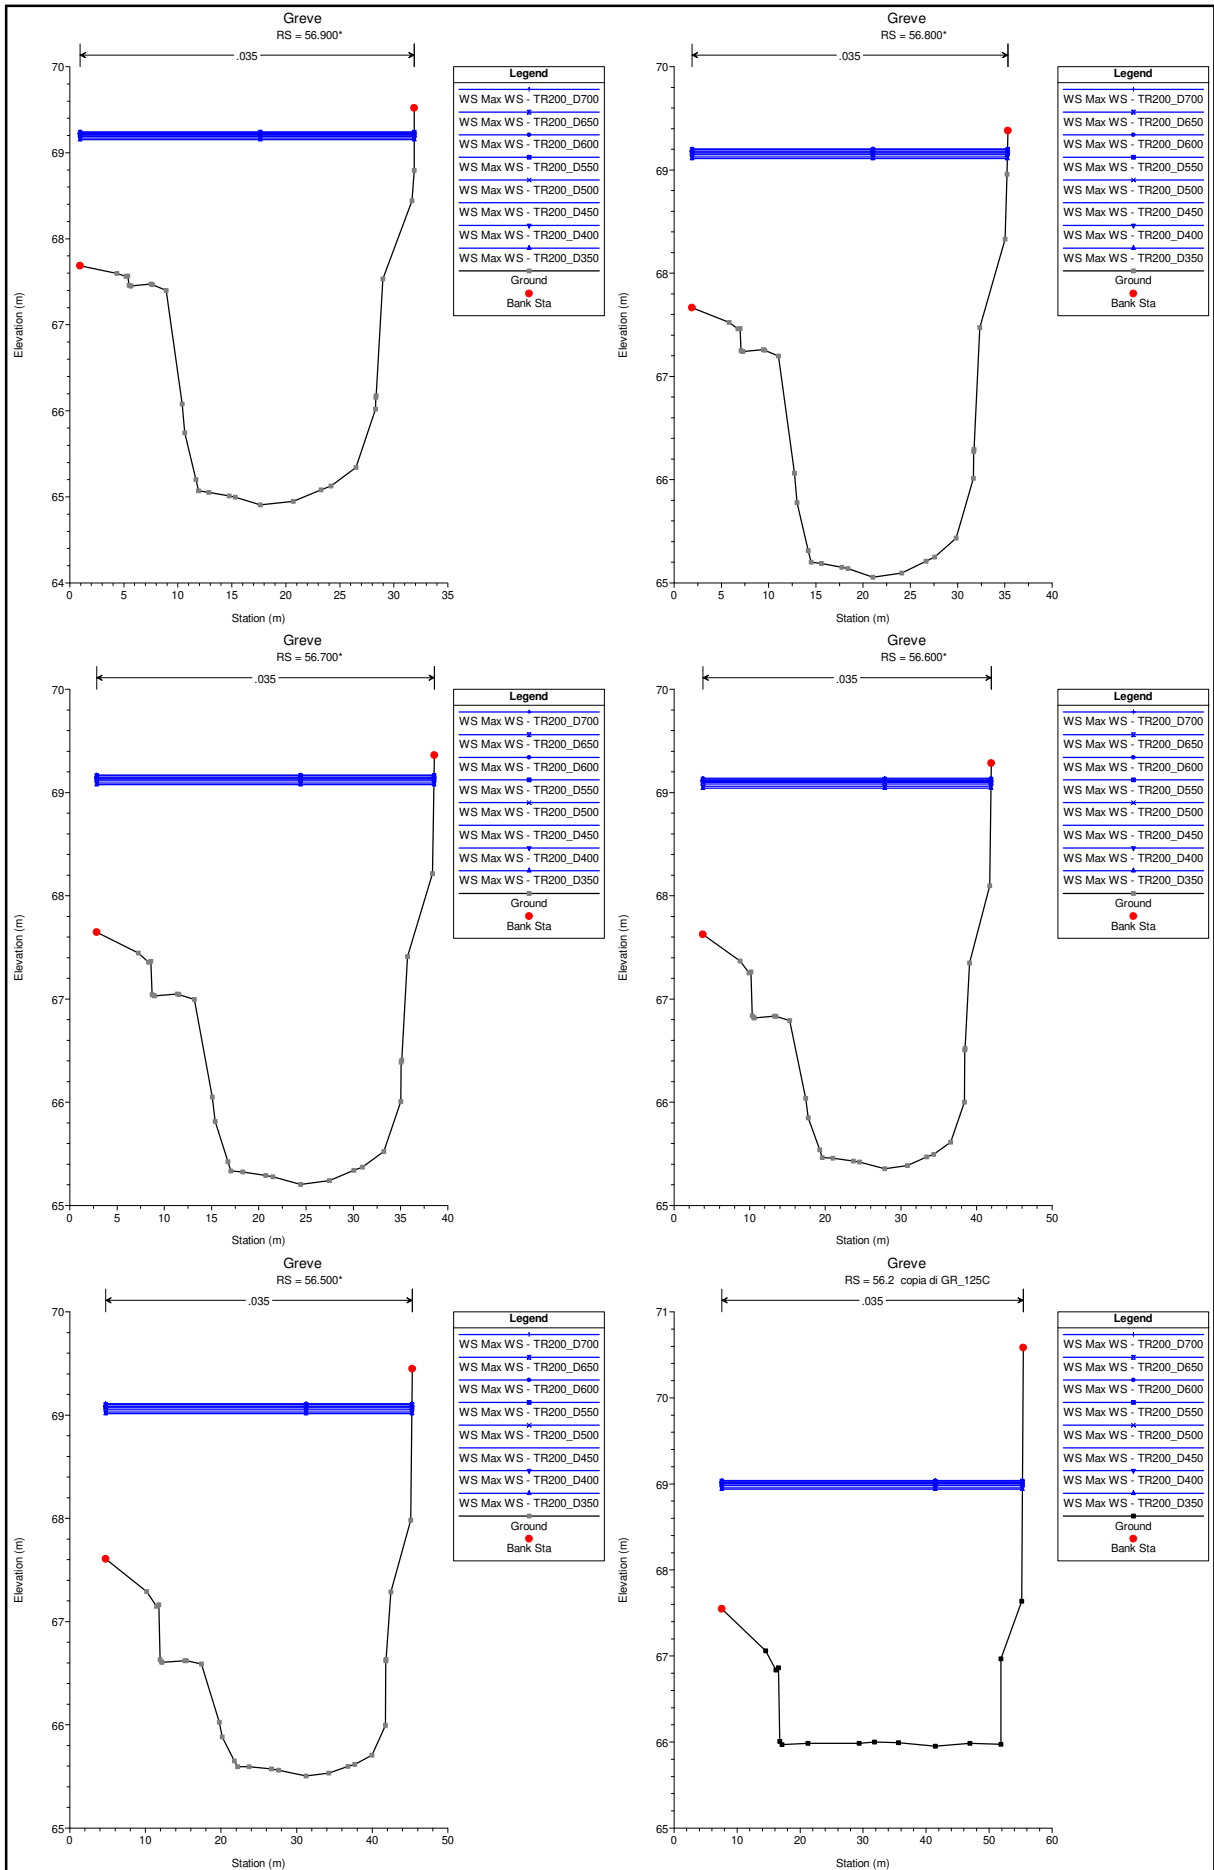 Greve
RS = 56.900*
.035
70
69
68
67
66
65
64
Elevation (m)
0 5 10 15 20 25 30 35
Station (m)
Legend
WS Max WS - TR200_D700
WS Max WS - TR200_D650
WS Max WS - TR200_D600
WS Max WS - TR200_D550
WS Max WS - TR200_D500
WS Max WS - TR200_D450
WS Max WS - TR200_D400
WS Max WS - TR200_D350
Ground
Bank Sta
Greve
RS = 56.800*
.035
70
69
68
67
66
65
Elevation (m)
0 5 10 15 20 25 30 35 40
Station (m)
Legend
WS Max WS - TR200_D700
WS Max WS - TR200_D650
WS Max WS - TR200_D600
WS Max WS - TR200_D550
WS Max WS - TR200_D500
WS Max WS - TR200_D450
WS Max WS - TR200_D400
WS Max WS - TR200_D350
Ground
Bank Sta
Greve
RS = 56.700*
.035
70
69
68
67
66
65
Elevation (m)
0 5 10 15 20 25 30 35 40
Station (m)
Legend
WS Max WS - TR200_D700
WS Max WS - TR200_D650
WS Max WS - TR200_D600
WS Max WS - TR200_D550
WS Max WS - TR200_D500
WS Max WS - TR200_D450
WS Max WS - TR200_D400
WS Max WS - TR200_D350
Ground
Bank Sta
Greve
RS = 56.600*
.035
70
69
68
67
66
65
Elevation (m)
0 10 20 30 40 50
Station (m)
Legend
WS Max WS - TR200_D700
WS Max WS - TR200_D650
WS Max WS - TR200_D600
WS Max WS - TR200_D550
WS Max WS - TR200_D500
WS Max WS - TR200_D450
WS Max WS - TR200_D400
WS Max WS - TR200_D350
Ground
Bank Sta
Greve
RS = 56.500*
.035
70
69
68
67
66
65
Elevation (m)
0 10 20 30 40 50
Station (m)
Legend
WS Max WS - TR200_D700
WS Max WS - TR200_D650
WS Max WS - TR200_D600
WS Max WS - TR200_D550
WS Max WS - TR200_D500
WS Max WS - TR200_D450
WS Max WS - TR200_D400
WS Max WS - TR200_D350
Ground
Bank Sta
Greve
RS = 56.2 copia di GR_125C
.035
71
70
69
68
67
66
65
Elevation (m)
0 10 20 30 40 50 60
Station (m)
Legend
WS Max WS - TR200_D700
WS Max WS - TR200_D650
WS Max WS - TR200_D600
WS Max WS - TR200_D550
WS Max WS - TR200_D500
WS Max WS - TR200_D450
WS Max WS - TR200_D400
WS Max WS - TR200_D350
Ground
Bank Sta